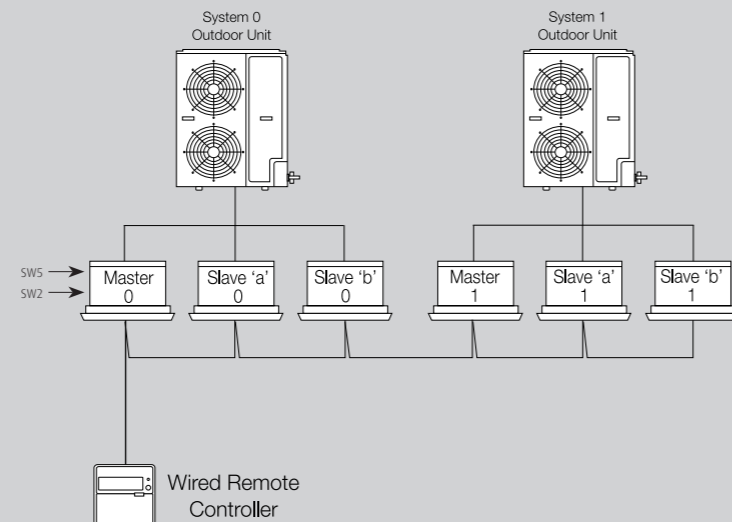 System 0
Outdoor Unit
System 1
Outdoor Unit
SW5
SW2
Master
0
Slave ‘a’
0
Slave ‘b’
0
Master
1
Slave ‘a’
1
Slave ‘b’
1
Wired Remote
Controller